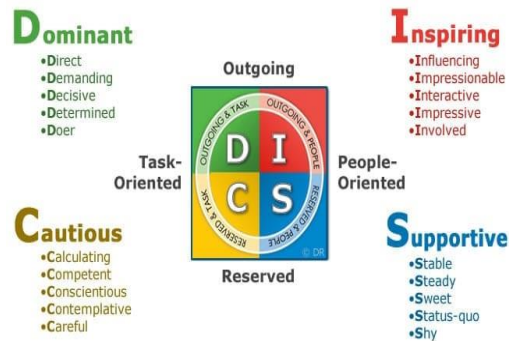 Dominant
•Direct
•Demanding
•Decisive
•Determined
•Doer
Inspiring
•Influencing
•Impressionable
•Interactive
•Impressive
•Involved
Outgoing
OUTGOING & TASK
OUTGOING & PEOPLE
Task-
Oriented
D I
C S
People-
Oriented
RESERVED & TASK
RESERVED & PEOPLE
© DR
Reserved
Cautious
•Calculating
•Competent
•Conscientious
•Contemplative
•Careful
Supportive
•Stable
•Steady
•Sweet
•Status-quo
•Shy